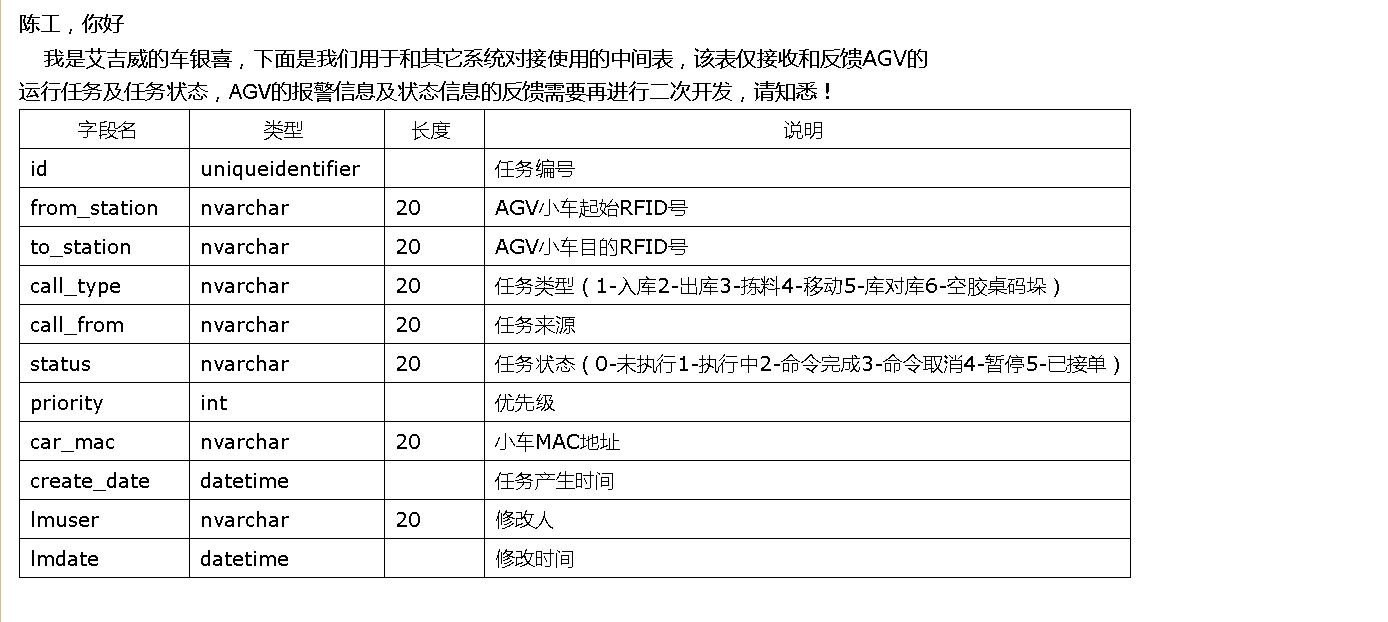 陈工，你好
我是艾吉威的车银喜，下面是我们用于和其它系统对接使用的中间表，该表仅接收和反馈AGV的
运行任务及任务状态，AGV的报警信息及状态信息的反馈需要再进行二次开发，请知悉！
字段名 类型 长度 说明
id uniqueidentifier 任务编号
from_station nvarchar 20 AGV小车起始RFID号
to_station nvarchar 20 AGV小车目的RFID号
call_type nvarchar 20 任务类型（1-入库2-出库3-拣料4-移动5-库对库6-空胶桌码垛）
call_from nvarchar 20 任务来源
status nvarchar 20 任务状态（0-未执行1-执行中2-命令完成3-命令取消4-暂停5-已接单）
priority int 优先级
car_mac nvarchar 20 小车MAC地址
create_date datetime 任务产生时间
lmuser nvarchar 20 修改人
lmdate datetime 修改时间